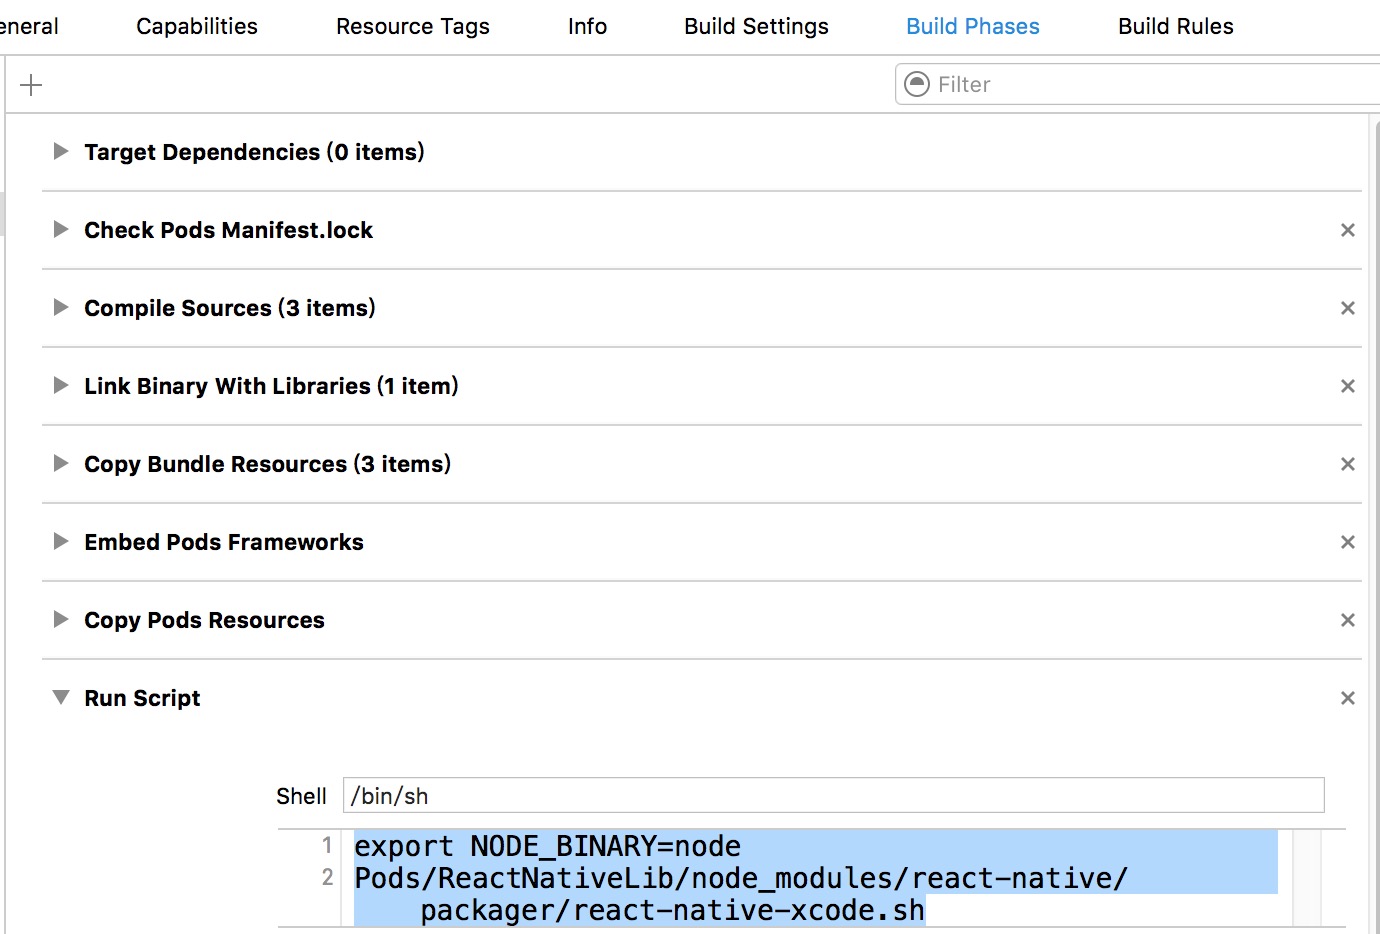 eneral Capabilities Resource Tags Info Build Settings Build Phases Build Rules
Filter
Target Dependencies (0 items)
Check Pods Manifest.lock
Compile Sources (3 items)
Link Binary With Libraries (1 item)
Copy Bundle Resources (3 items)
Embed Pods Frameworks
Copy Pods Resources
Run Script
Shell /bin/sh
1 export NODE_BINARY=node
2 Pods/ReactNativeLib/node_modules/react-native/
packager/react-native-xcode.sh